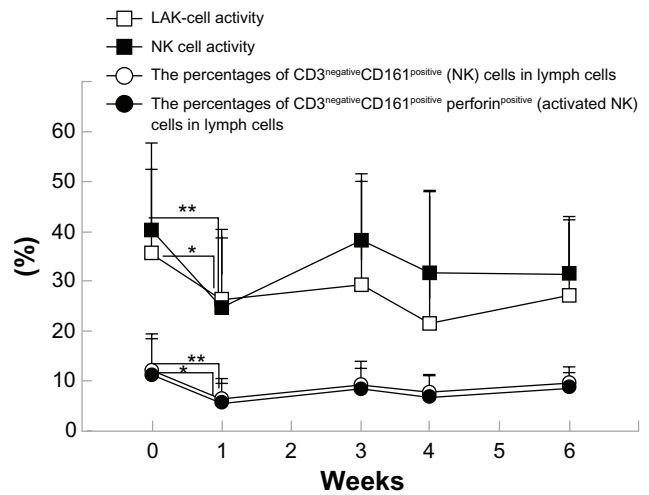 LAK-cell activity
NK cell activity
The percentages of CD3negativeCD161positive (NK) cells in lymph cells
The percentages of CD3negativeCD161positive perforinpositive (activated NK)
cells in lymph cells
60
50
40
30
20
10
0
(%)
**
*
**
*
0 1 2 3 4 5 6
Weeks